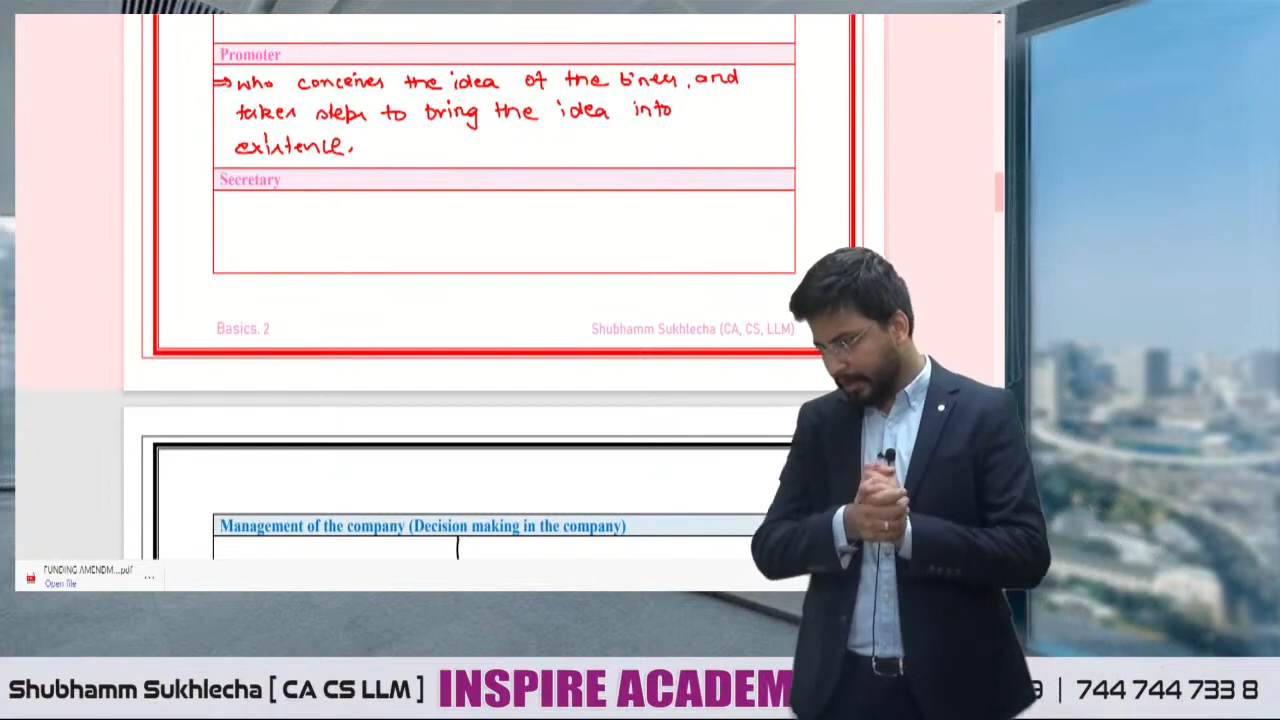 Promoter
⇒ who conceives the idea of the b'ness, and
takes steps to bring the idea into
existence.
Secretary
Basics. 2
Shubhamm Sukhlecha (CA, CS, LLM)
Management of the company (Decision making in the company)
FUNDING AMENDM....pdf
Open file
...
Shubhamm Sukhlecha [ CA CS LLM ] INSPIRE ACADEM 9 | 744 744 733 8